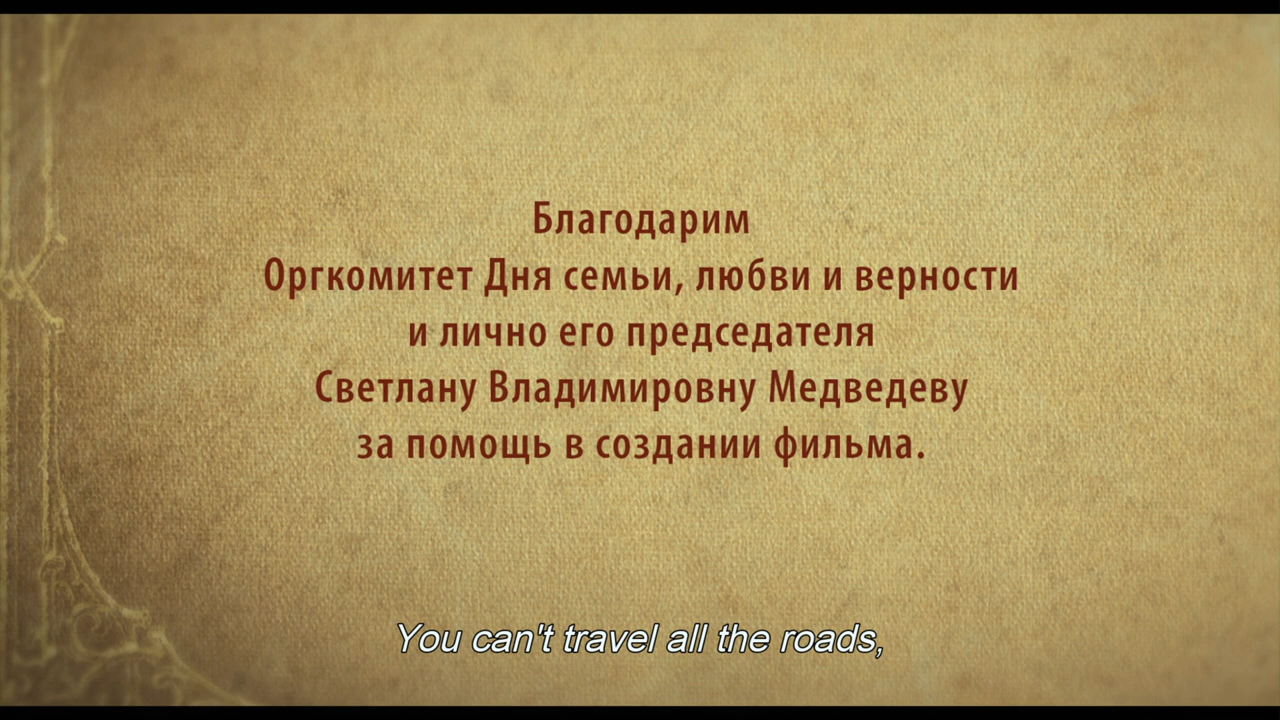 Благодарим
Оргкомитет Дня семьи, любви и верности
и лично его председателя
Светлану Владимировну Медведеву
за помощь в создании фильма.
You can't travel all the roads,